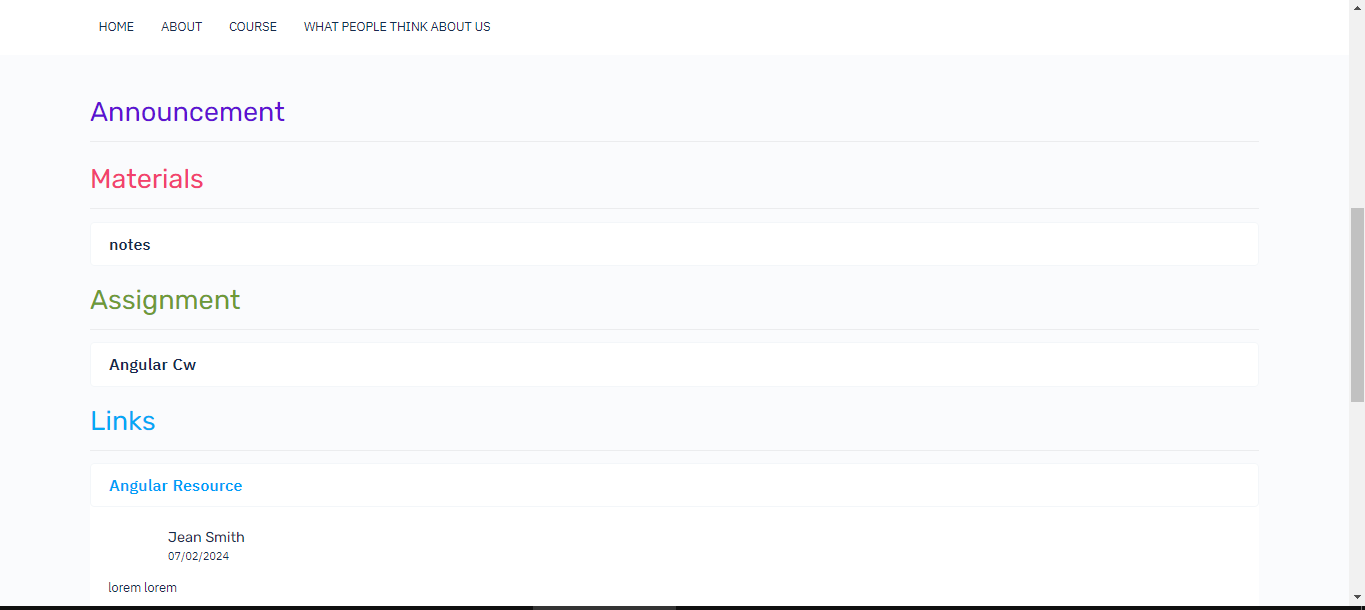 HOME ABOUT COURSE WHAT PEOPLE THINK ABOUT US
Announcement
Materials
notes
Assignment
Angular Cw
Links
Angular Resource
Jean Smith
07/02/2024
lorem lorem